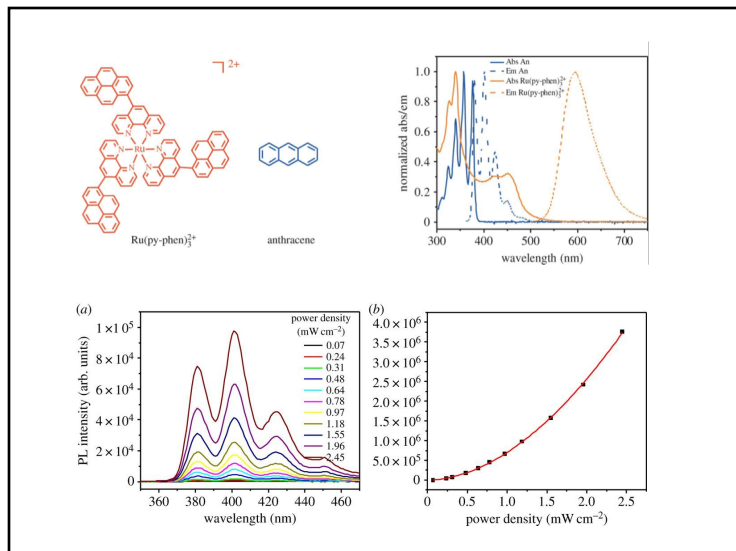 ]2+
Ru
N
N
N
N
N
N
Ru(py-phen)3^2+
anthracene
Abs An
Em An
Abs Ru(py-phen)3^2+
Em Ru(py-phen)3^2+
normalized abs/em
1.0
0.8
0.6
0.4
0.2
0
300 400 500 600 700
wavelength (nm)
(a)
power density
(mW cm−2)
0.07
0.24
0.31
0.48
0.64
0.78
0.97
1.18
1.55
1.96
2.45
PL intensity (arb. units)
1 × 10^5
8 × 10^4
6 × 10^4
4 × 10^4
2 × 10^4
0
360 380 400 420 440 460
wavelength (nm)
(b)
4.0 × 10^6
3.5 × 10^6
3.0 × 10^6
2.5 × 10^6
2.0 × 10^6
1.5 × 10^6
1.0 × 10^6
5.0 × 10^5
0
0 0.5 1.0 1.5 2.0 2.5
power density (mW cm−2)